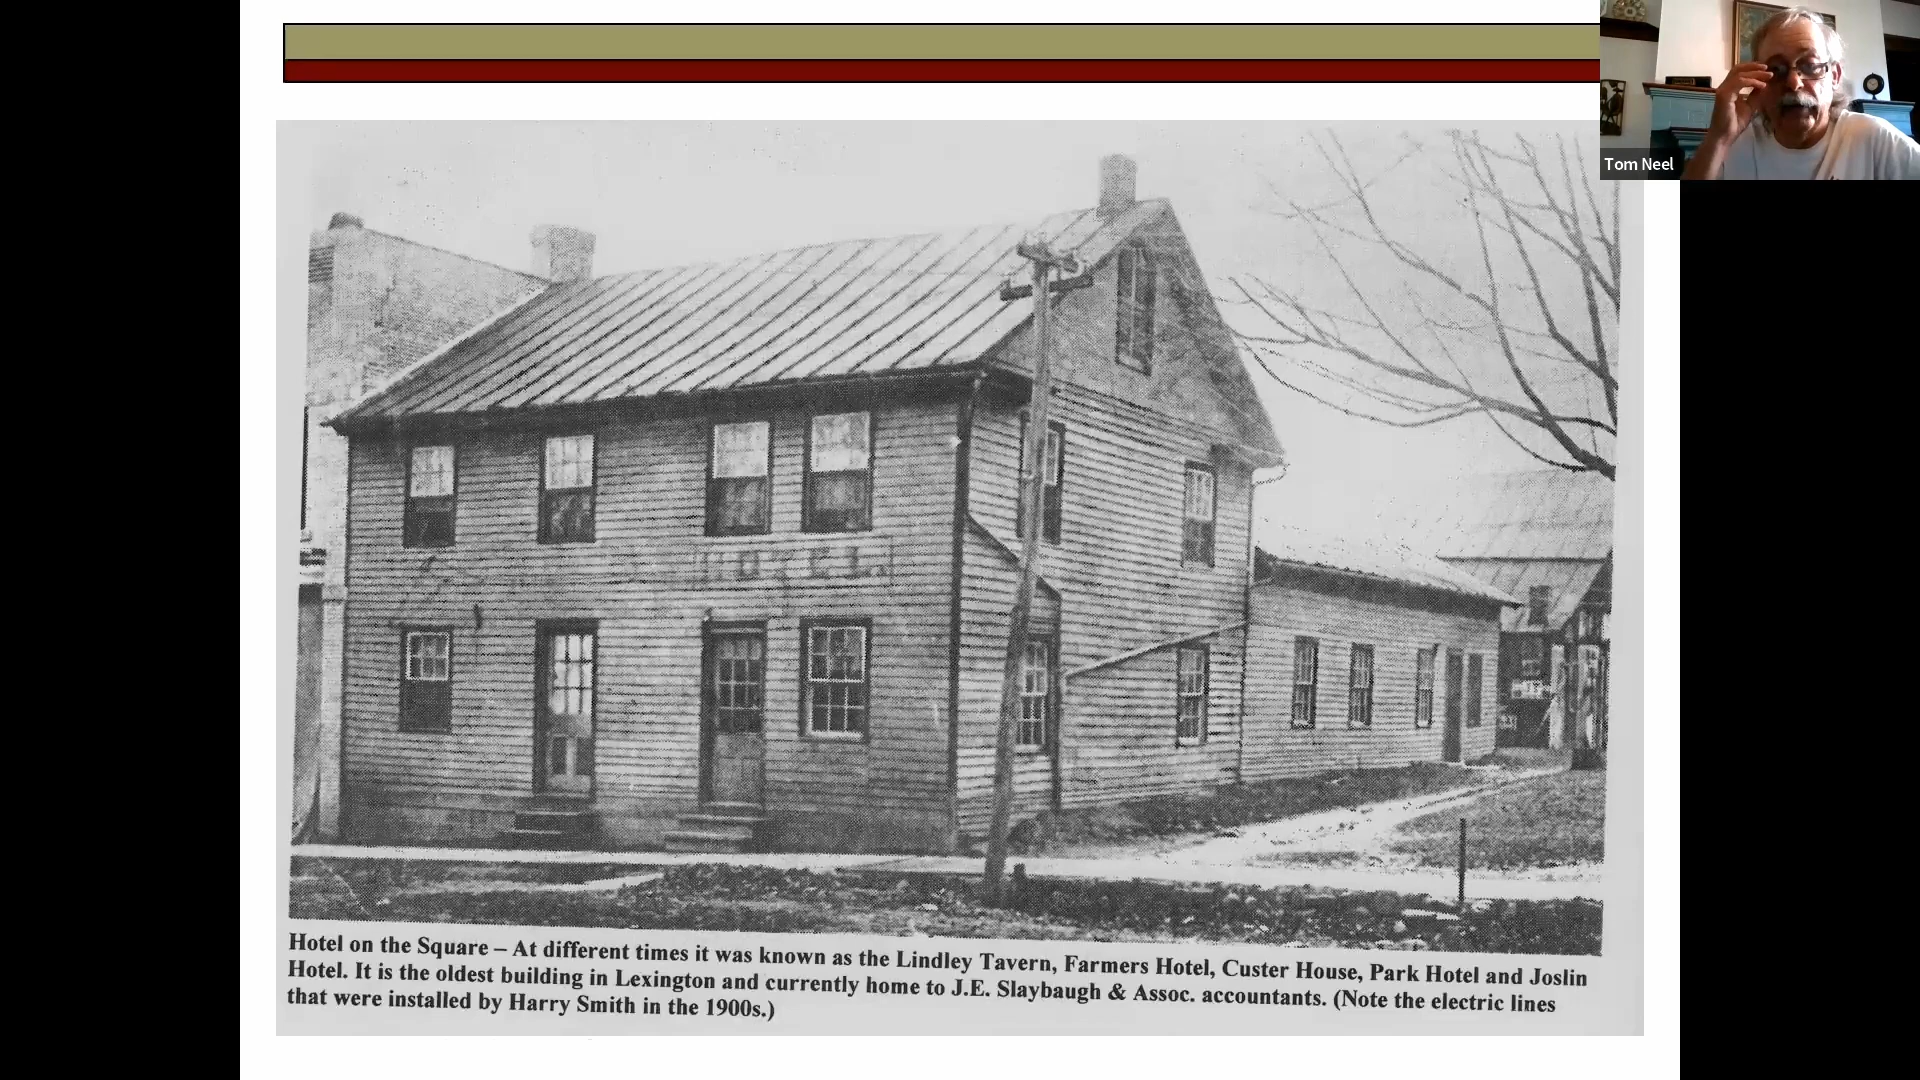 Tom Neel
HOTEL
Hotel on the Square – At different times it was known as the Lindley Tavern, Farmers Hotel, Custer House, Park Hotel and Joslin
Hotel. It is the oldest building in Lexington and currently home to J.E. Slaybaugh & Assoc. accountants. (Note the electric lines
that were installed by Harry Smith in the 1900s.)